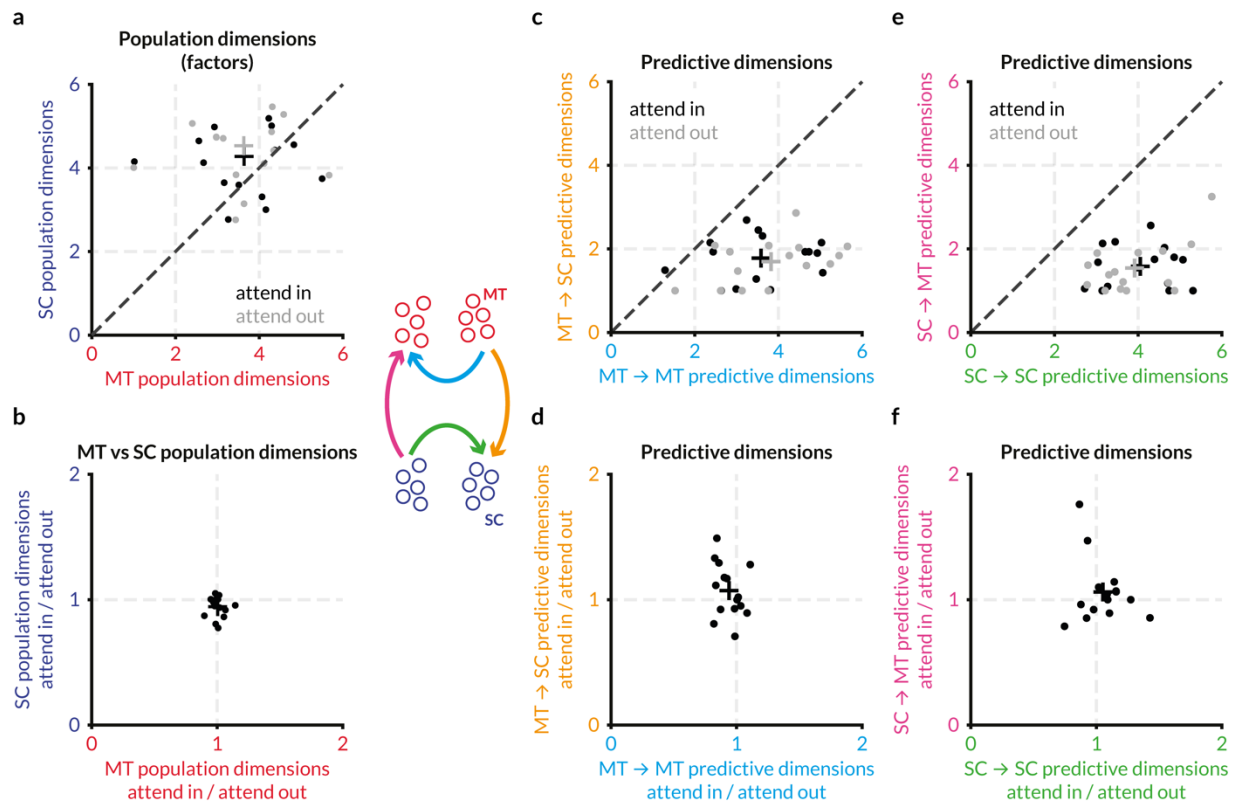 a
Population dimensions
(factors)
SC population dimensions
6
4
2
0
attend in
attend out
0 2 4 6
MT population dimensions
b
MT vs SC population dimensions
SC population dimensions
attend in / attend out
2
1
0
0 1 2
MT population dimensions
attend in / attend out
MT
SC
c
Predictive dimensions
MT → SC predictive dimensions
6
4
2
0
attend in
attend out
0 2 4 6
MT → MT predictive dimensions
d
Predictive dimensions
MT → SC predictive dimensions
attend in / attend out
2
1
0
0 1 2
MT → MT predictive dimensions
attend in / attend out
e
Predictive dimensions
SC → MT predictive dimensions
6
4
2
0
attend in
attend out
0 2 4 6
SC → SC predictive dimensions
f
Predictive dimensions
SC → MT predictive dimensions
attend in / attend out
2
1
0
0 1 2
SC → SC predictive dimensions
attend in / attend out